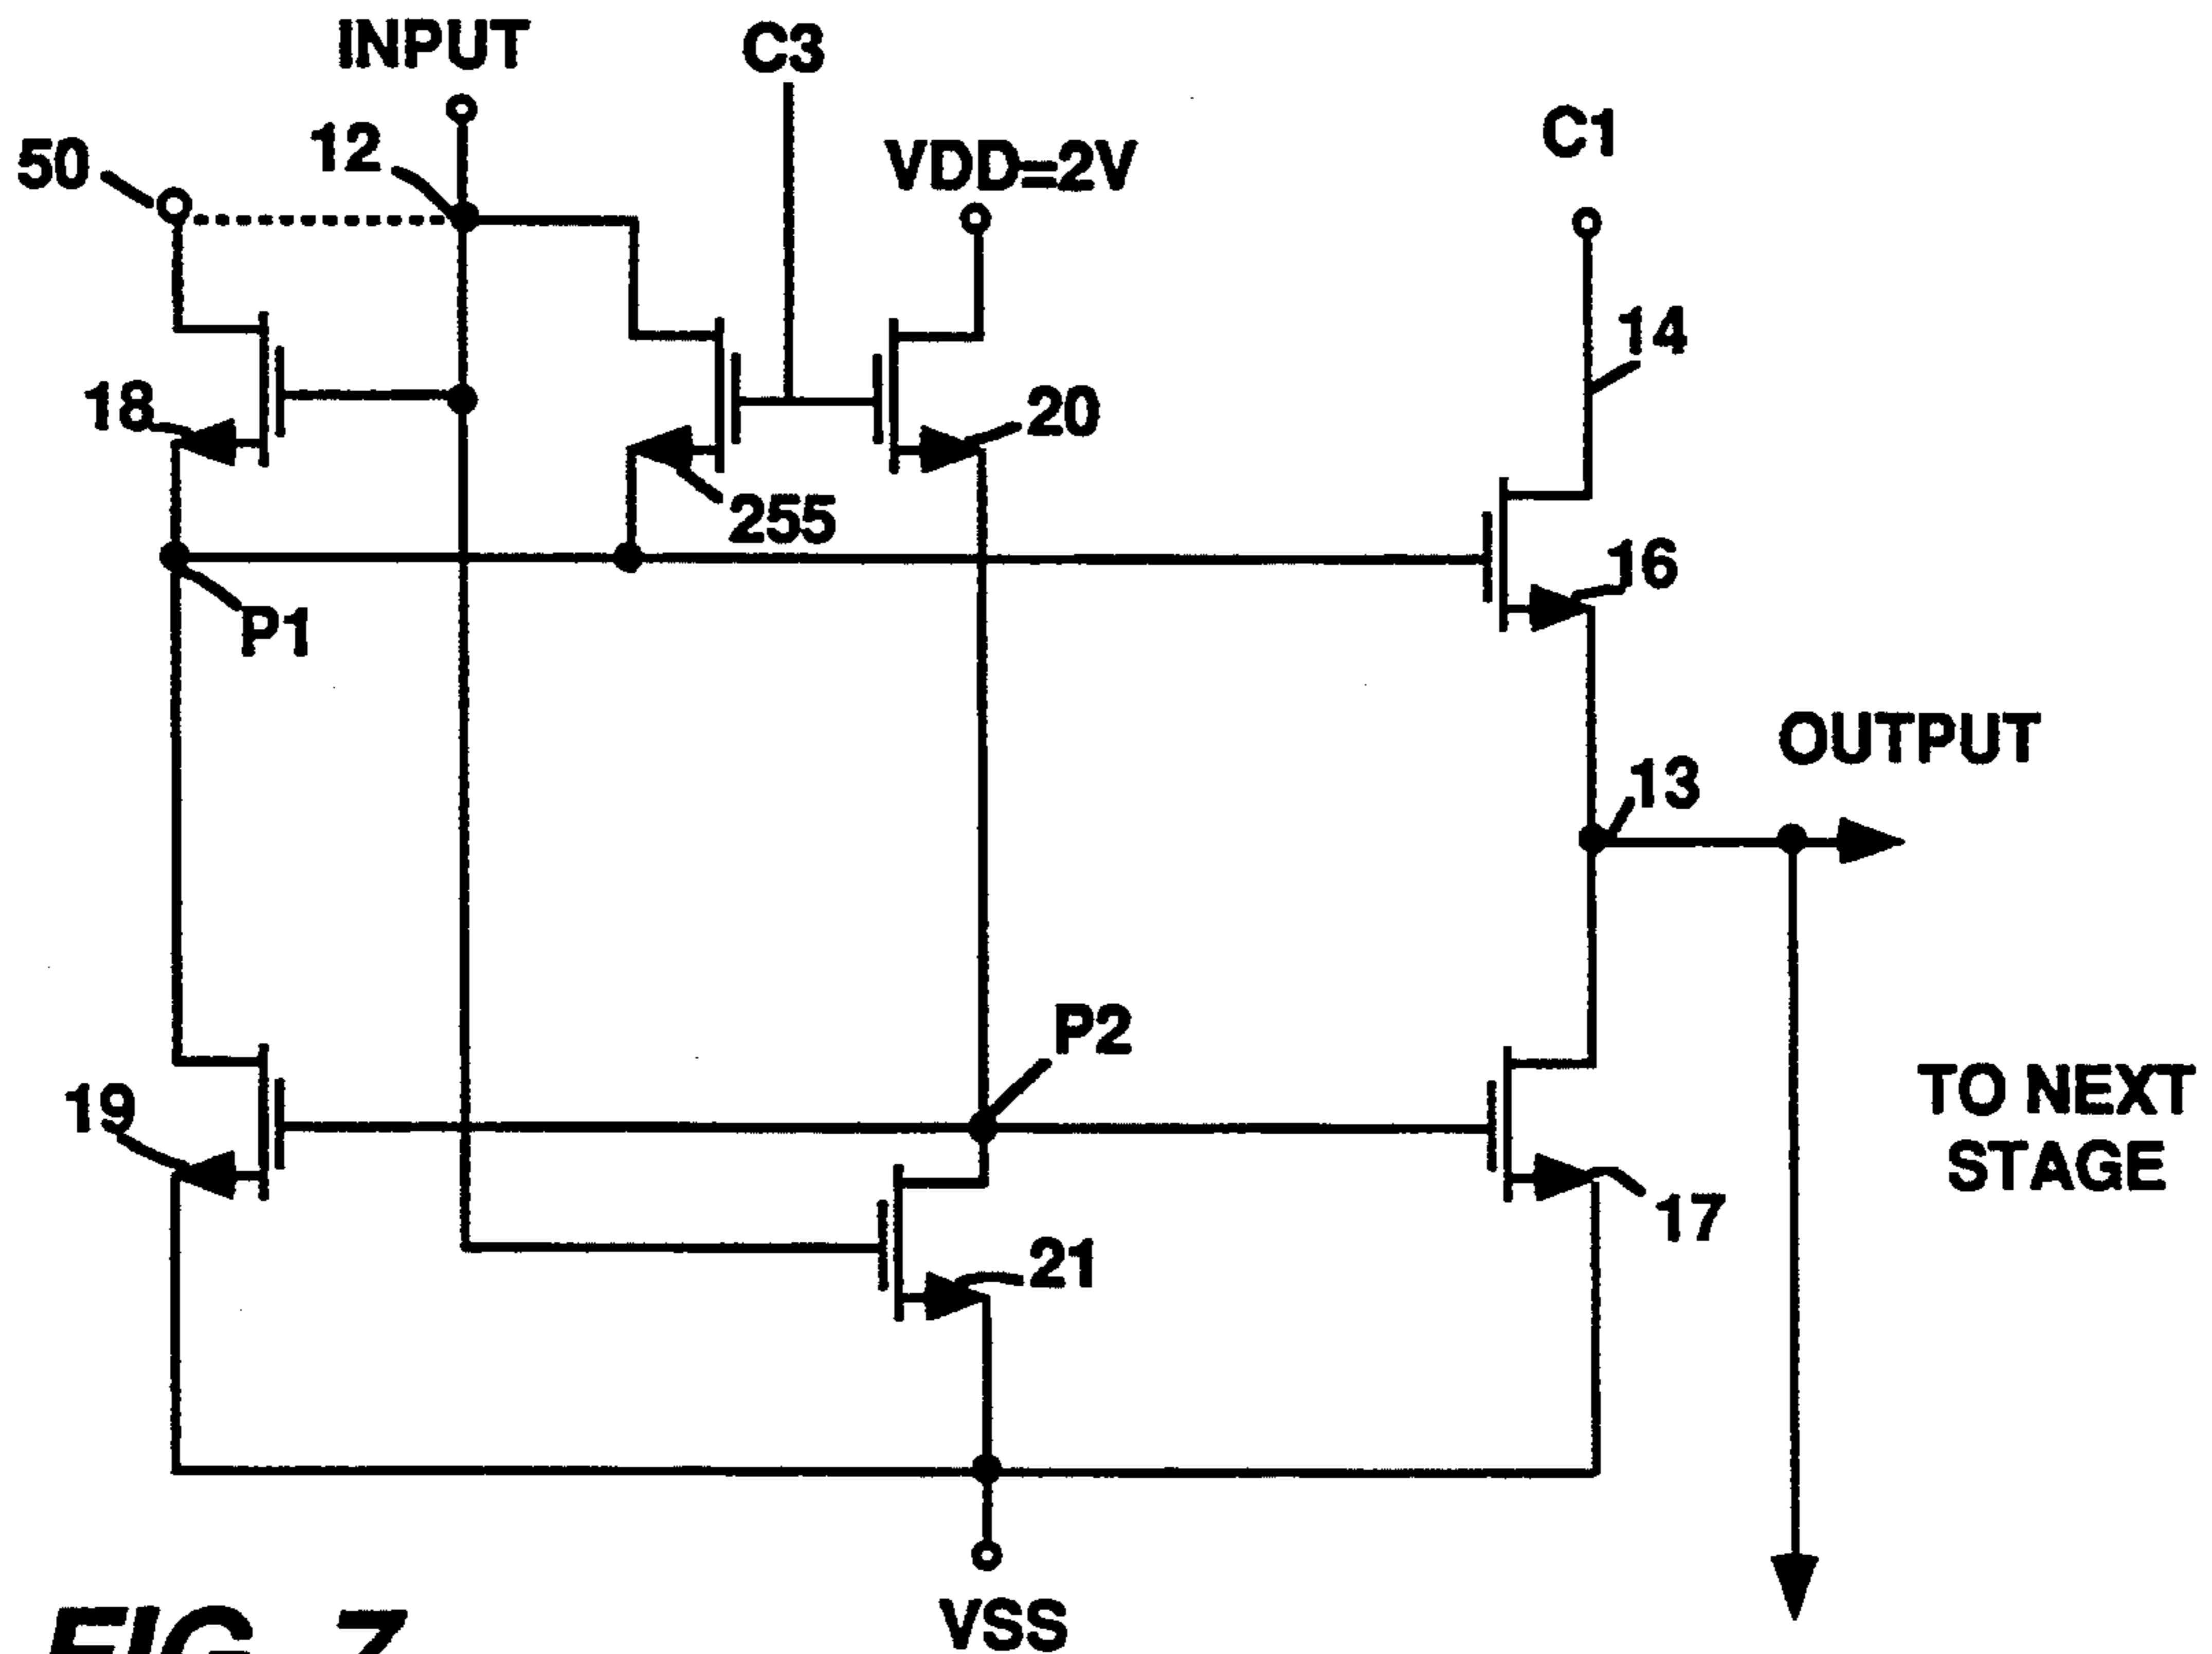 INPUT
C3
C1
50
12
VDD=2V
14
18
20
255
16
P1
OUTPUT
13
P2
TO NEXT
STAGE
19
17
21
VSS
FIG. 7